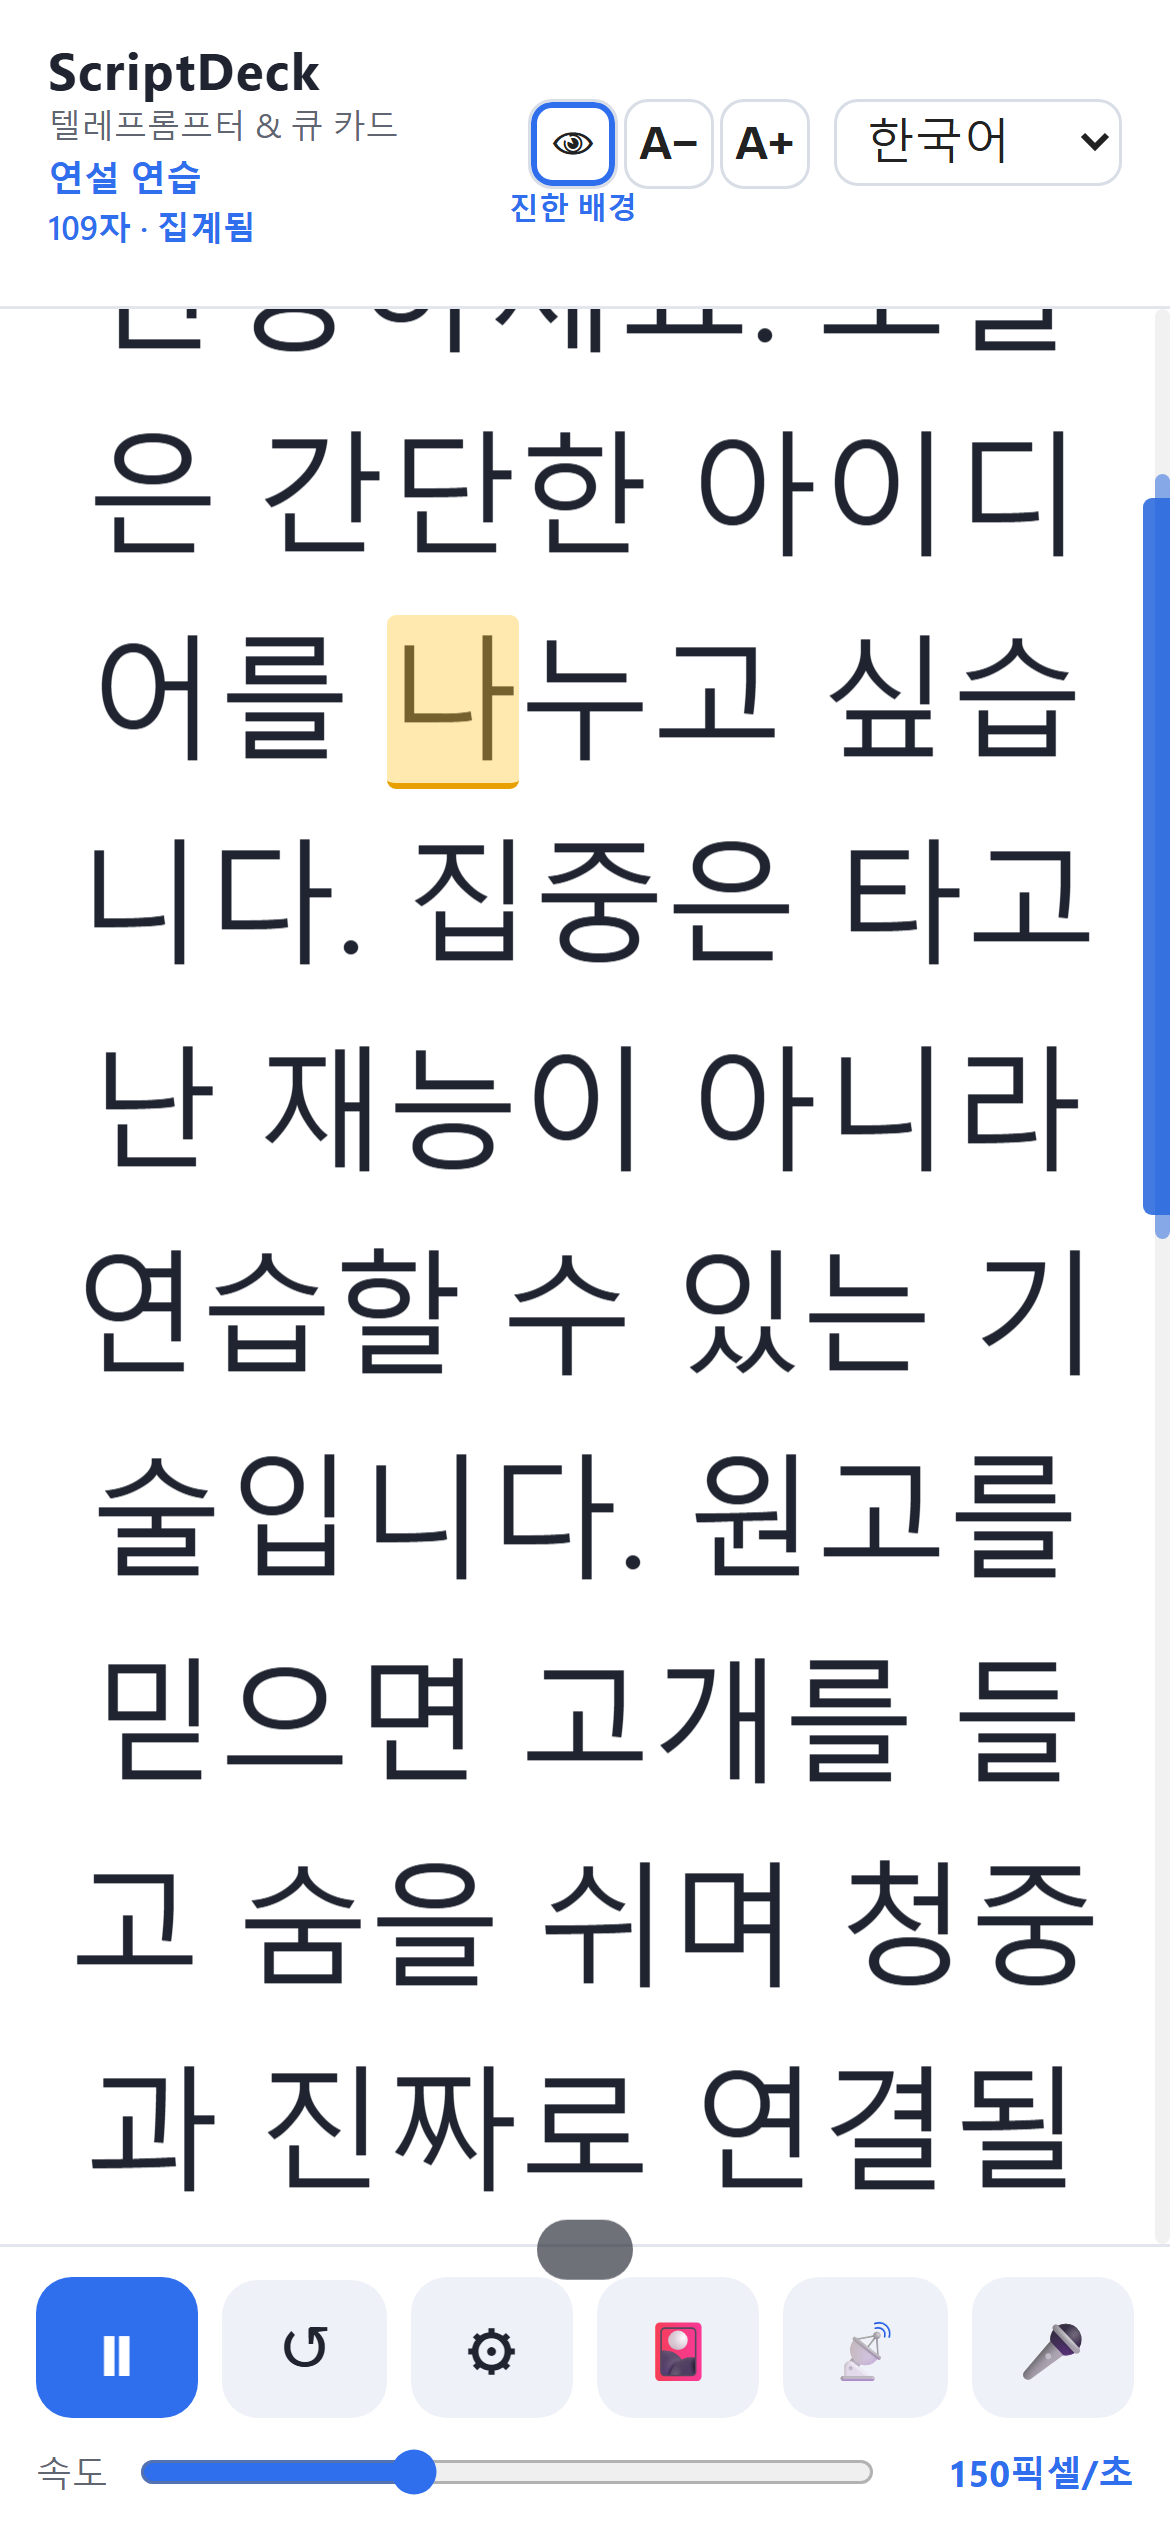 ScriptDeck
텔레프롬프터 & 큐 카드
연설 연습
109자 · 집계됨
A−
A+
한국어
진한 배경
은 간단한 아이디
어를 나누고 싶습
니다. 집중은 타고
난 재능이 아니라
연습할 수 있는 기
술입니다. 원고를
믿으면 고개를 들
고 숨을 쉬며 청중
과 진짜로 연결될
속도
150픽셀/초